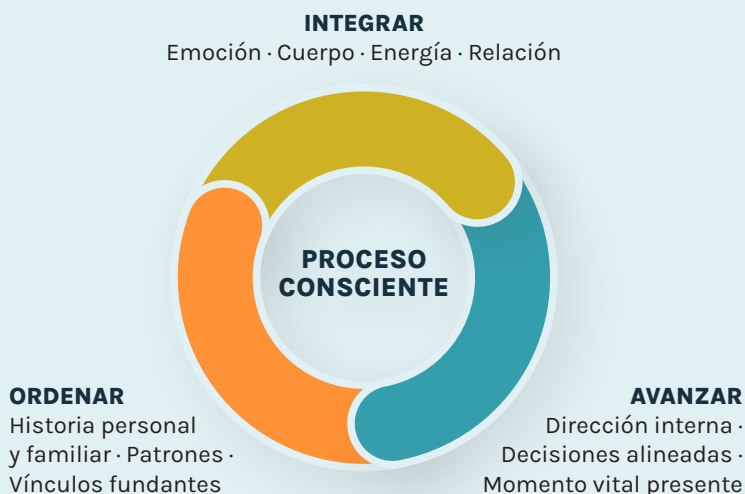 INTEGRAR
Emoción · Cuerpo · Energía · Relación
PROCESO
CONSCIENTE
ORDENAR
Historia personal
y familiar · Patrones ·
Vínculos fundantes
AVANZAR
Dirección interna ·
Decisiones alineadas ·
Momento vital presente